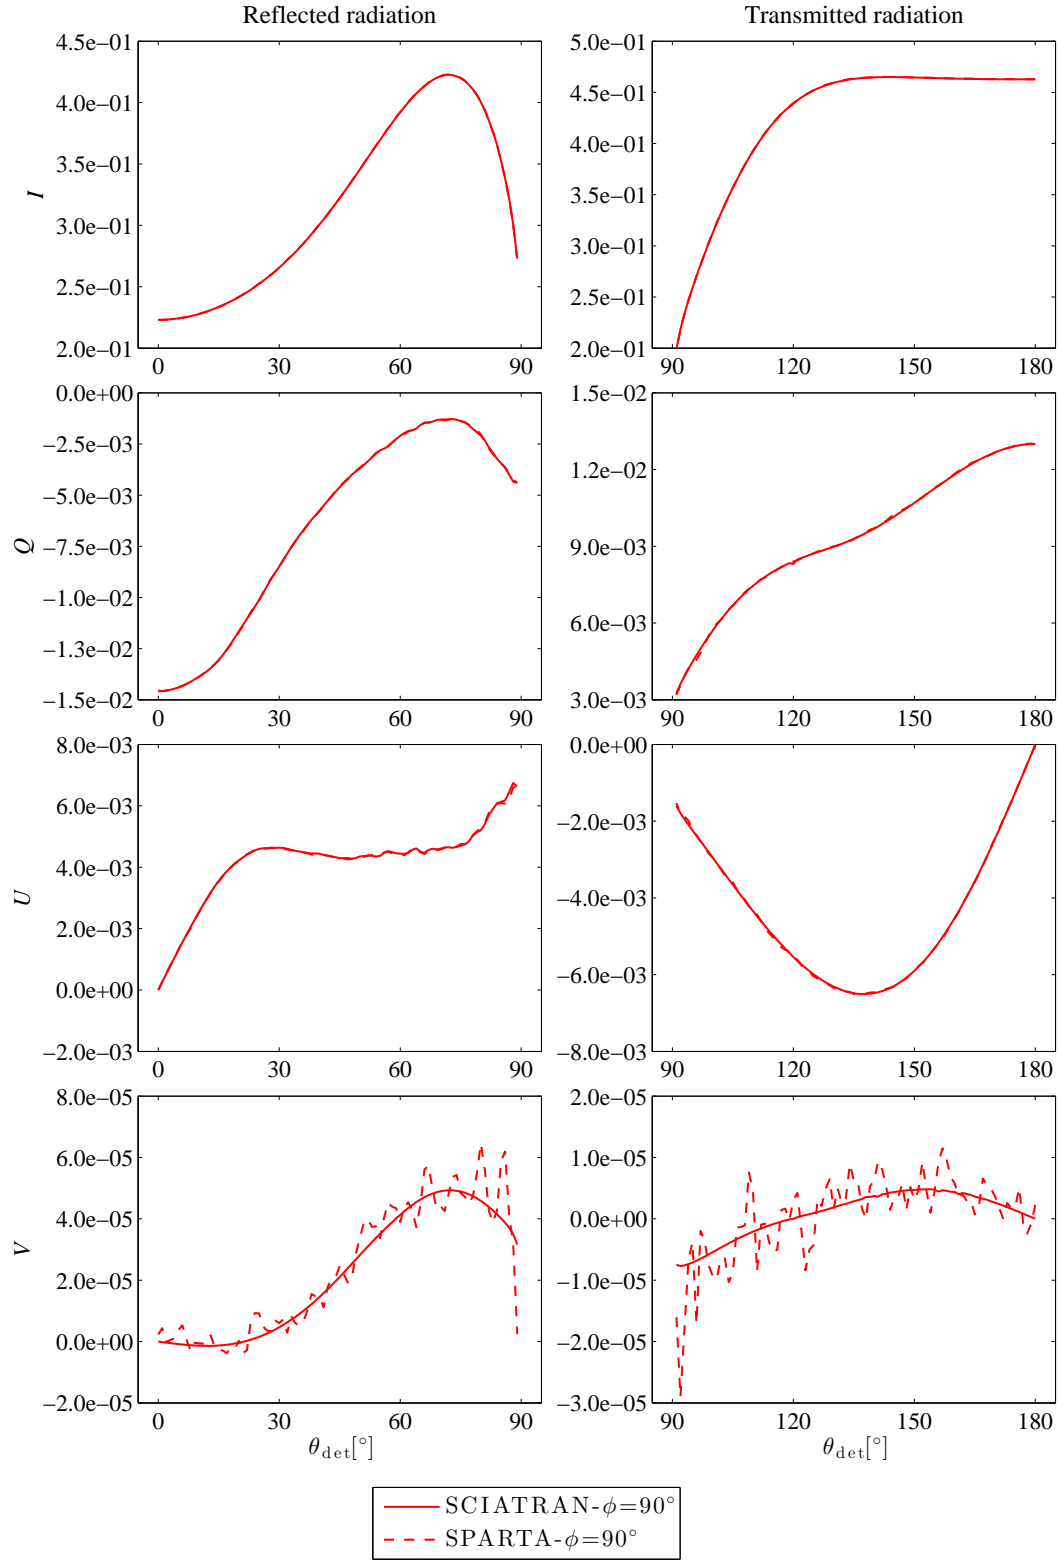 Reflected radiation
Transmitted radiation
4.5e−01
4.0e−01
3.5e−01
3.0e−01
2.5e−01
2.0e−01
I
0 30 60 90
5.0e−01
4.5e−01
4.5e−01
4.5e−01
3.0e−01
2.5e−01
2.0e−01
90 120 150 180
0.0e+00
−2.5e−03
−5.0e−03
−7.5e−03
−1.0e−02
−1.3e−02
−1.5e−02
Q
0 30 60 90
1.5e−02
1.2e−02
9.0e−03
6.0e−03
3.0e−03
90 120 150 180
8.0e−03
6.0e−03
4.0e−03
2.0e−03
0.0e+00
−2.0e−03
U
0 30 60 90
0.0e+00
−2.0e−03
−4.0e−03
−6.0e−03
−8.0e−03
90 120 150 180
8.0e−05
6.0e−05
4.0e−05
2.0e−05
0.0e+00
−2.0e−05
V
0 30 60 90
θdet[°]
2.0e−05
1.0e−05
0.0e+00
−1.0e−05
−2.0e−05
−3.0e−05
90 120 150 180
θdet[°]
SCIATRAN-ϕ=90°
SPARTA-ϕ=90°